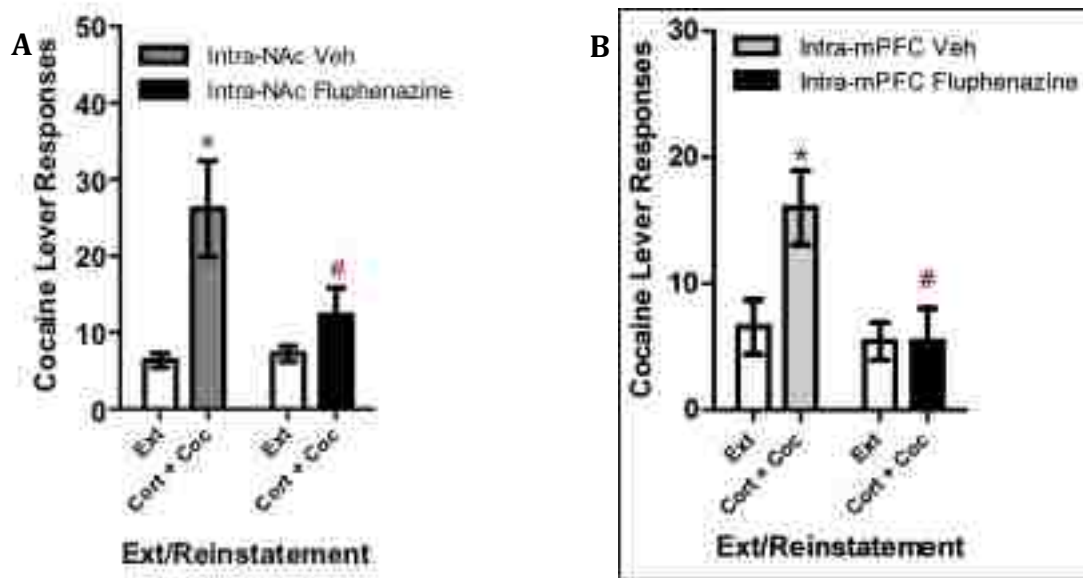 A
Cocaine Lever Responses
50
40
30
20
10
0
Intra-NAc Veh
Intra-NAc Fluphenazine
*
#
Ext
Cort + Coc
Ext
Cort + Coc
Ext/Reinstatement
B
Cocaine Lever Responses
30
20
10
0
Intra-mPFC Veh
Intra-mPFC Fluphenazine
*
#
Ext
Cort + Coc
Ext
Cort + Coc
Ext/Reinstatement